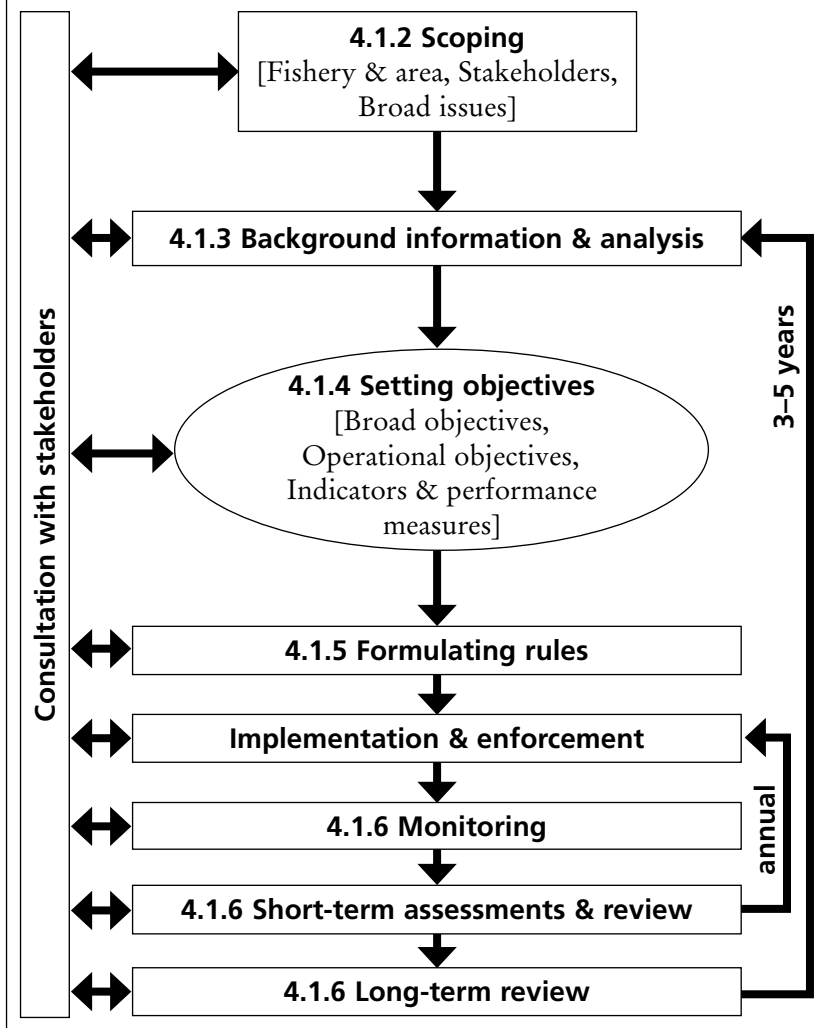 Consultation with stakeholders
4.1.2 Scoping
[Fishery & area, Stakeholders,
Broad issues]
4.1.3 Background information & analysis
4.1.4 Setting objectives
[Broad objectives,
Operational objectives,
Indicators & performance
measures]
3–5 years
4.1.5 Formulating rules
Implementation & enforcement
annual
4.1.6 Monitoring
4.1.6 Short-term assessments & review
4.1.6 Long-term review